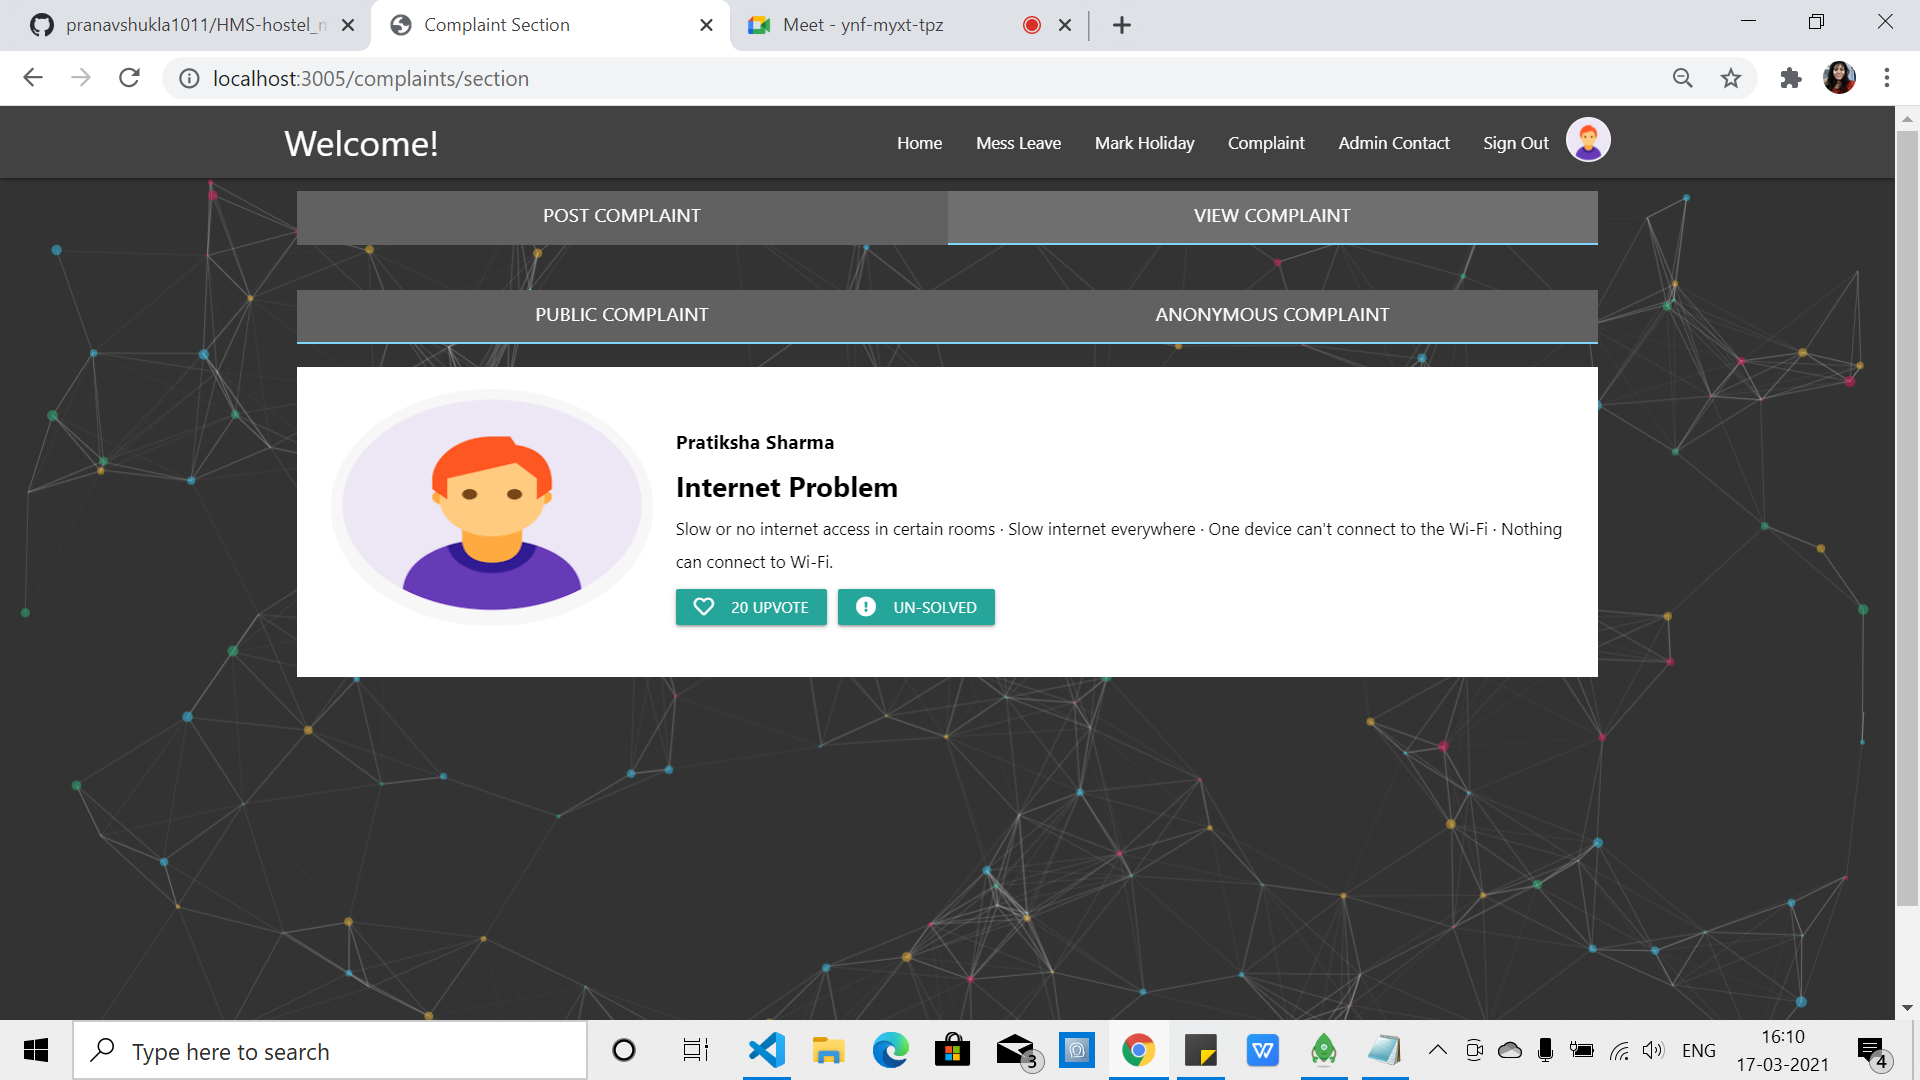 pranavshukla1011/HMS-hostel_m
Complaint Section
Meet - ynf-myxt-tpz
localhost:3005/complaints/section
Welcome!
Home
Mess Leave
Mark Holiday
Complaint
Admin Contact
Sign Out
POST COMPLAINT
VIEW COMPLAINT
PUBLIC COMPLAINT
ANONYMOUS COMPLAINT
Pratiksha Sharma
Internet Problem
Slow or no internet access in certain rooms · Slow internet everywhere · One device can't connect to the Wi-Fi · Nothing
can connect to Wi-Fi.
20 UPVOTE
UN-SOLVED
Type here to search
3
W
ENG
16:10
17-03-2021
4